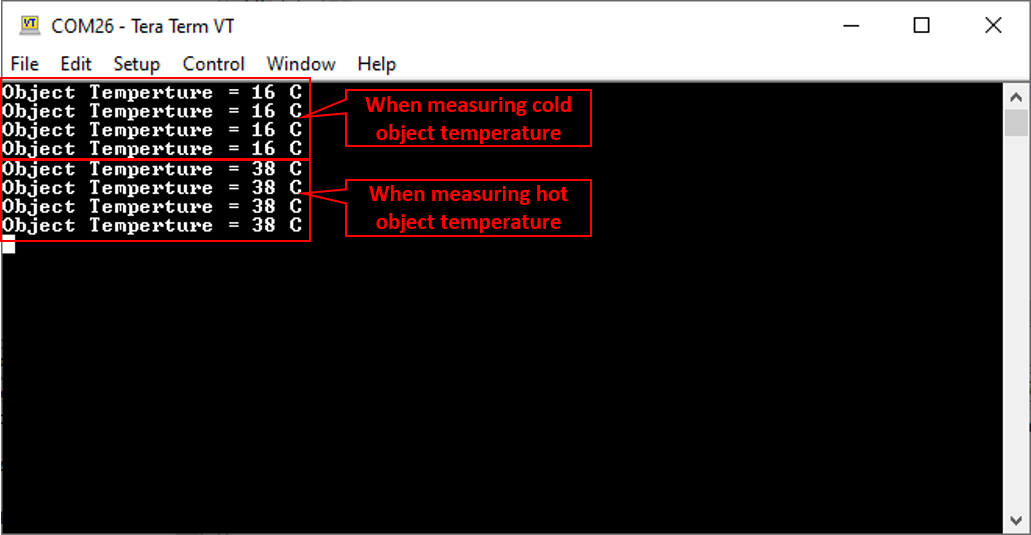 COM26 - Tera Term VT
File Edit Setup Control Window Help
Object Temperture = 16 C
Object Temperture = 16 C
Object Temperture = 16 C
Object Temperture = 16 C
When measuring cold
object temperature
Object Temperture = 38 C
Object Temperture = 38 C
Object Temperture = 38 C
Object Temperture = 38 C
When measuring hot
object temperature